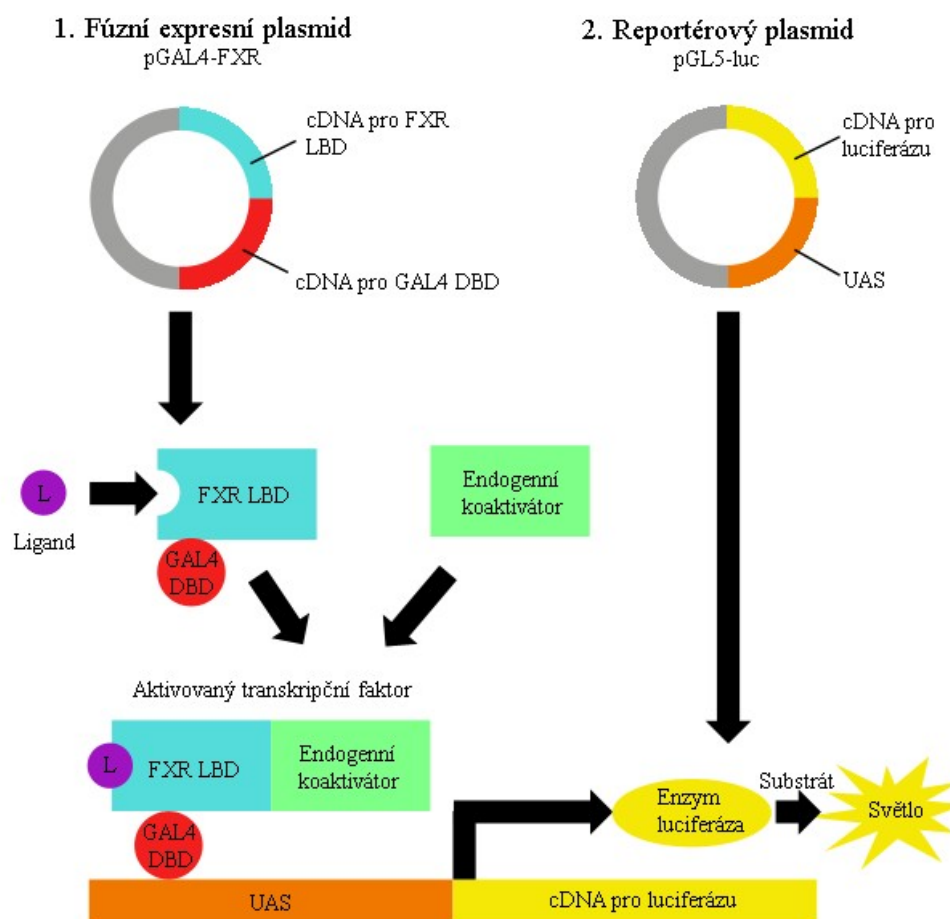 1. Fúzní expresní plasmid
pGAL4-FXR
2. Reportérový plasmid
pGL5-luc
cDNA pro FXR
LBD
cDNA pro GAL4 DBD
cDNA pro
luciferázu
UAS
L
Ligand
FXR LBD
GAL4
DBD
Endogenní
koaktivátor
Aktivovaný transkripční faktor
L
FXR LBD
Endogenní
koaktivátor
GAL4
DBD
Enzym
luciferáza
Substrát
Světlo
UAS
cDNA pro luciferázu